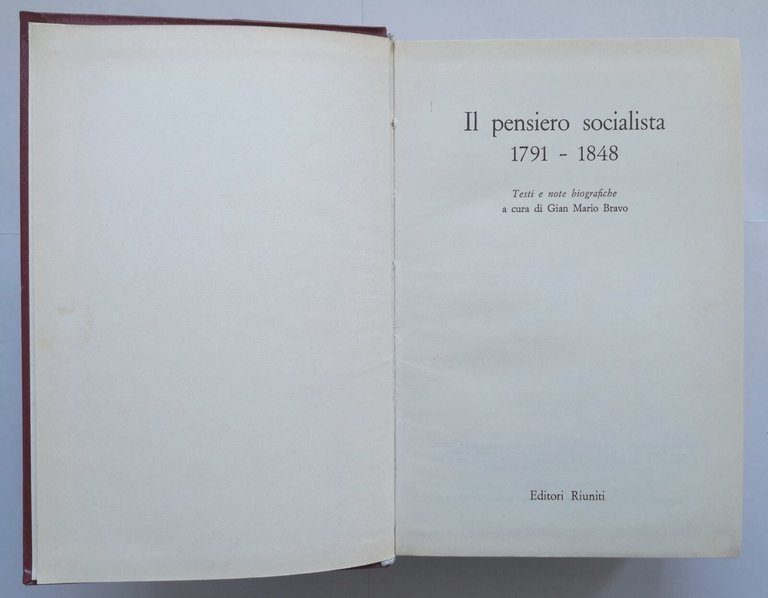 Il pensiero socialista
1791 - 1848
Testi e note biografiche
a cura di Gian Mario Bravo
Editori Riuniti